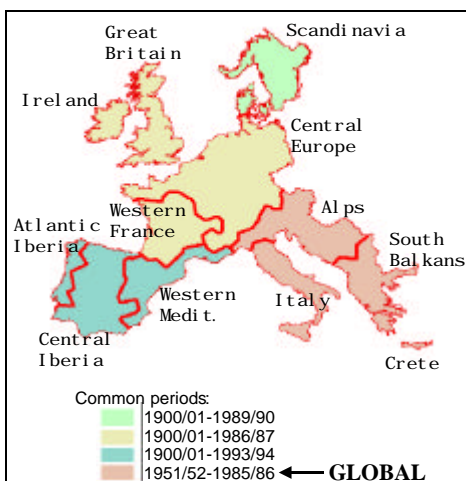 Great
Britain
Scandinavia
Ireland
Central
Europe
Western
France
Alps
Atlantic
Iberia
South
Balkans
Western
Medit.
Italy
Central
Iberia
Crete
Common periods:
1900/01-1989/90
1900/01-1986/87
1900/01-1993/94
1951/52-1985/86 GLOBAL